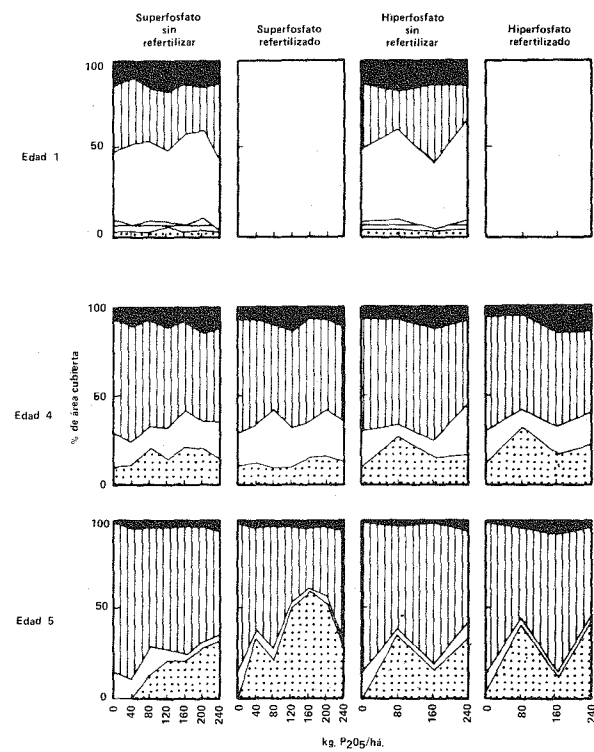 Superfosfato sin refertilizar
Superfosfato refertilizado
Hiperfosfato sin refertilizar
Hiperfosfato refertilizado
Edad 1
100
50
0
Edad 4
100
50
0
% de área cubierta
Edad 5
100
50
0
0 40 80 120 160 200 240
0 40 80 120 160 200 240
0 80 160 240
0 80 160 240
kg. P2O5/há.